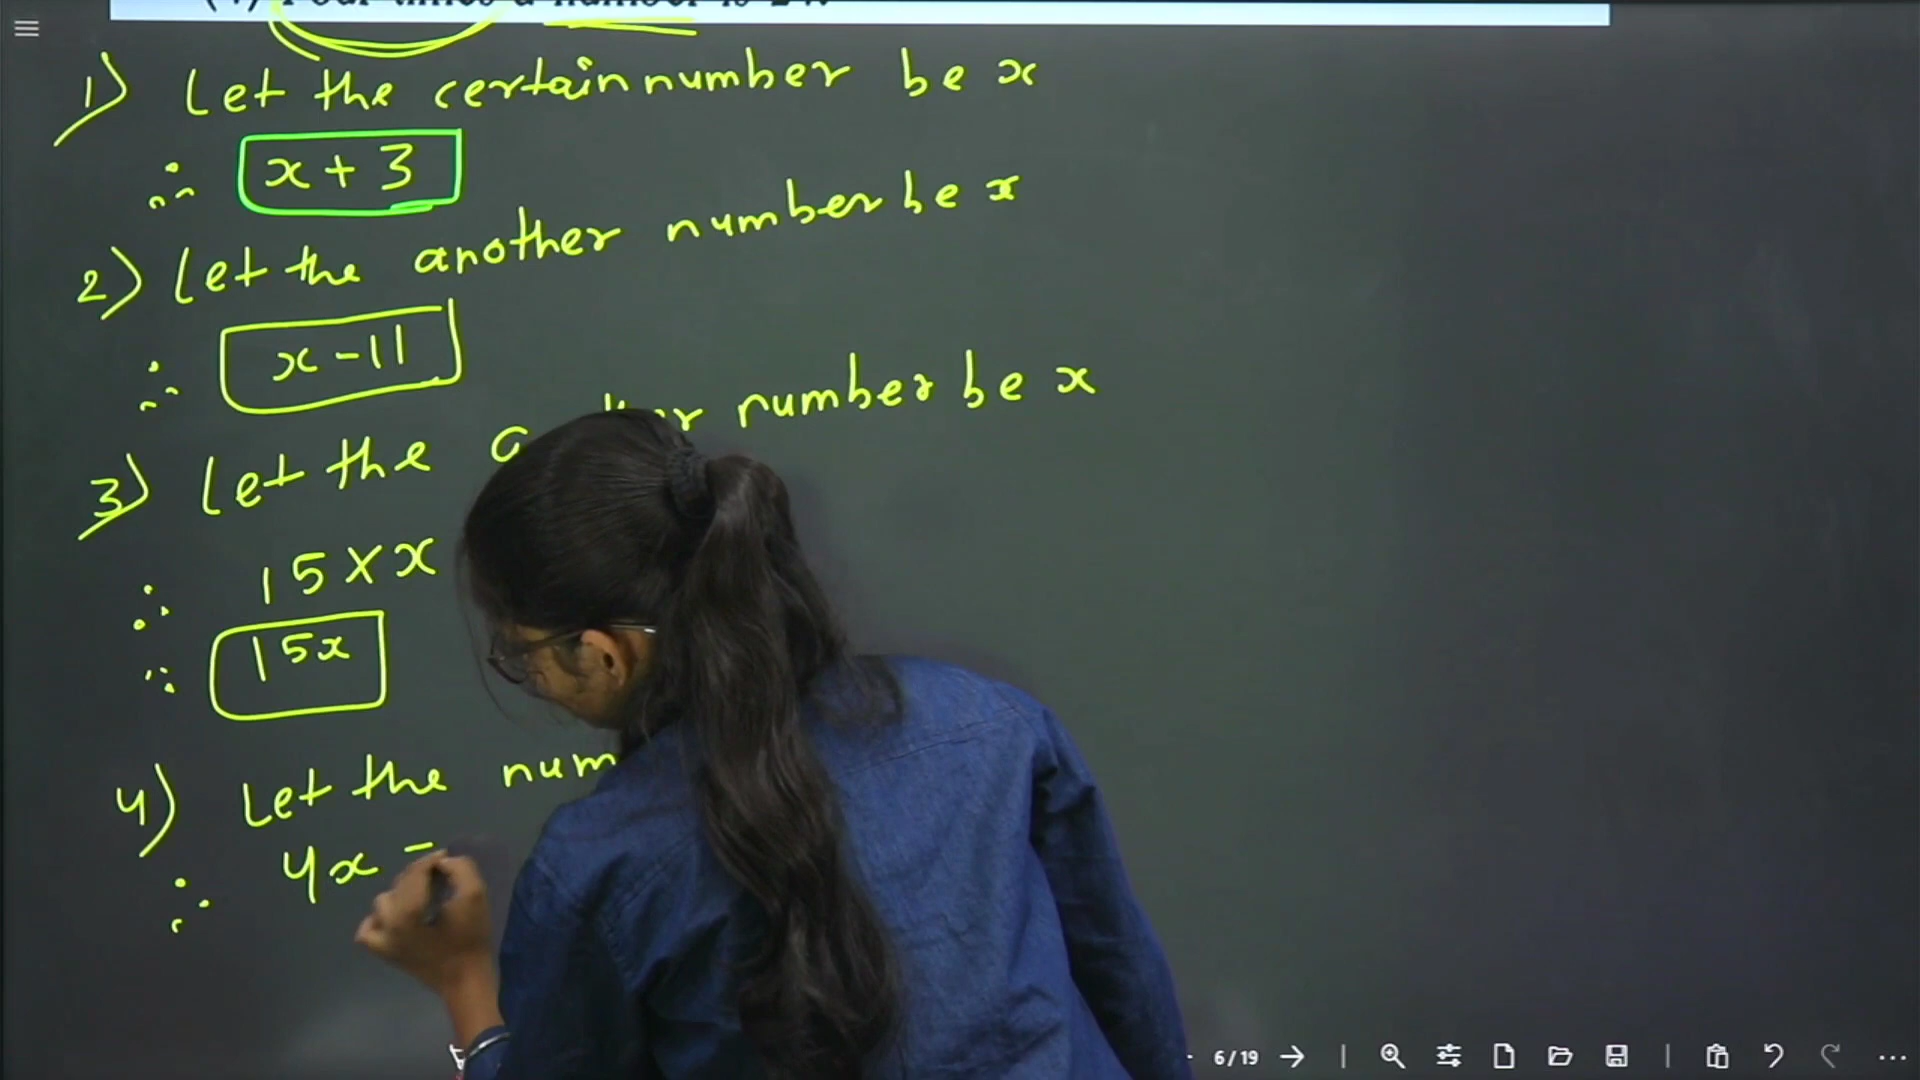 1) Let the certain number be x
∴ x + 3
2) Let the another number be x
∴ x - 11
3) Let the number be x
∴ 15 × x
∴ 15x
4) Let the
∴ 4x
6/19